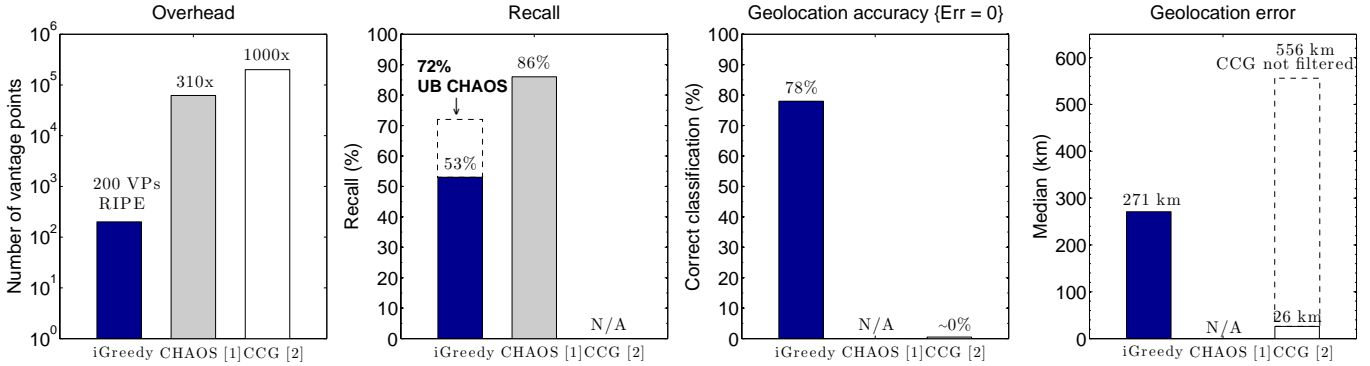 Overhead
Number of vantage points
10^6
10^5
10^4
10^3
10^2
10^1
10^0
200 VPs
RIPE
310x
1000x
iGreedy CHAOS [1] CCG [2]
Recall
Recall (%)
100
90
80
70
60
50
40
30
20
10
0
72%
UB CHAOS
53%
86%
N/A
iGreedy CHAOS [1] CCG [2]
Geolocation accuracy {Err = 0}
Correct classification (%)
100
90
80
70
60
50
40
30
20
10
0
78%
N/A
~0%
iGreedy CHAOS [1] CCG [2]
Geolocation error
Median (km)
600
500
400
300
200
100
0
271 km
N/A
556 km
CCG not filtered
26 km
iGreedy CHAOS [1] CCG [2]